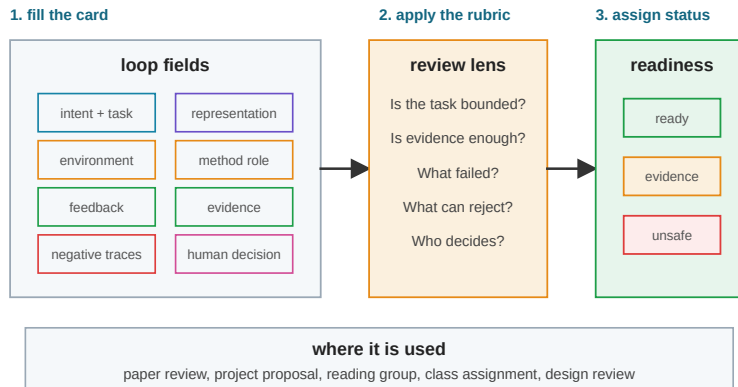 1. fill the card
2. apply the rubric
3. assign status
loop fields
intent + task
representation
environment
method role
feedback
evidence
negative traces
human decision
review lens
Is the task bounded?
Is evidence enough?
What failed?
What can reject?
Who decides?
readiness
ready
evidence
unsafe
where it is used
paper review, project proposal, reading group, class assignment, design review